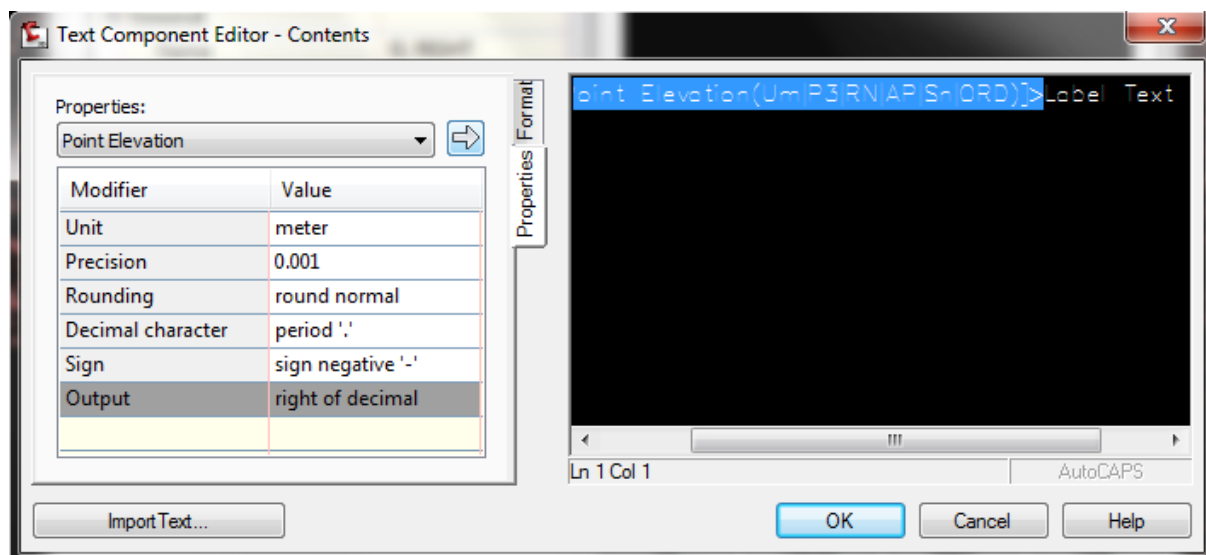 Text Component Editor - Contents
Properties:
Point Elevation
Modifier Value
Unit meter
Precision 0.001
Rounding round normal
Decimal character period '.'
Sign sign negative '-'
Output right of decimal
Format
Properties
oint Elevation(Um|P3|RN|AP|Sn|ORD)]>Label Text
Ln 1 Col 1
AutoCAPS
Import Text...
OK
Cancel
Help